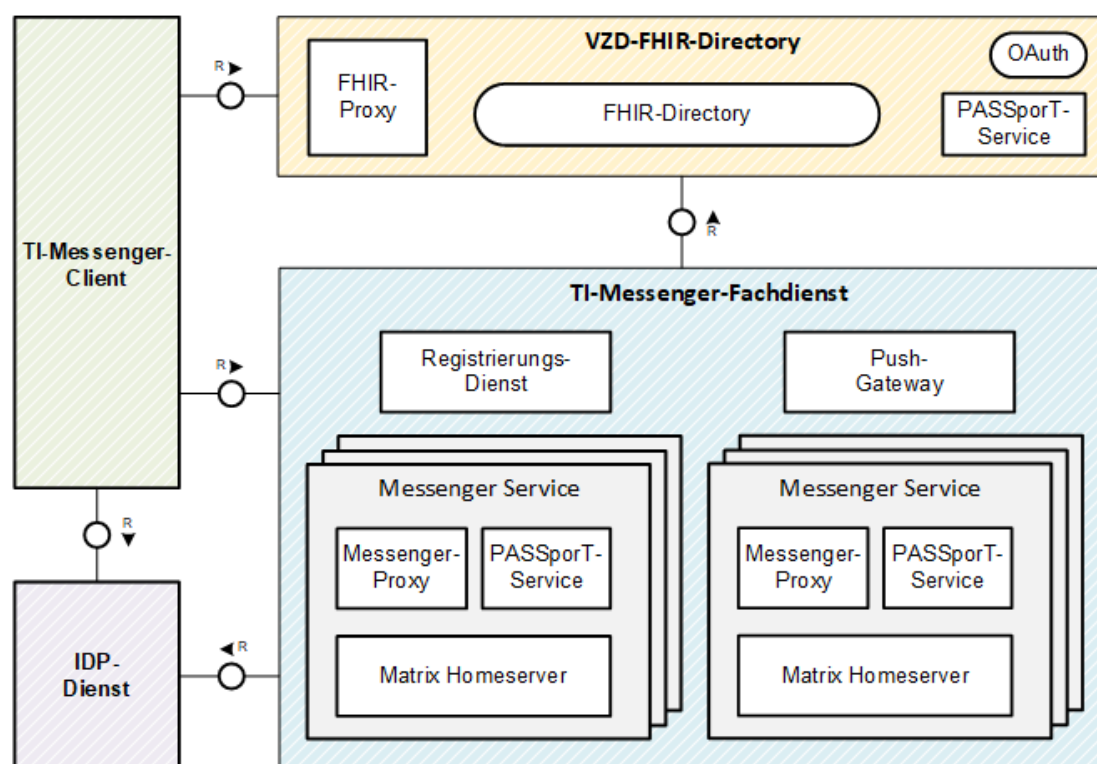 VZD-FHIR-Directory
OAuth
FHIR-
Proxy
FHIR-Directory
PASSporT-
Service
R
R
TI-Messenger-
Client
TI-Messenger-Fachdienst
R
Registrierungs-
Dienst
Push-
Gateway
Messenger Service
Messenger-
Proxy
PASSporT-
Service
Matrix Homeserver
Messenger Service
Messenger-
Proxy
PASSporT-
Service
Matrix Homeserver
R
IDP-
Dienst
R